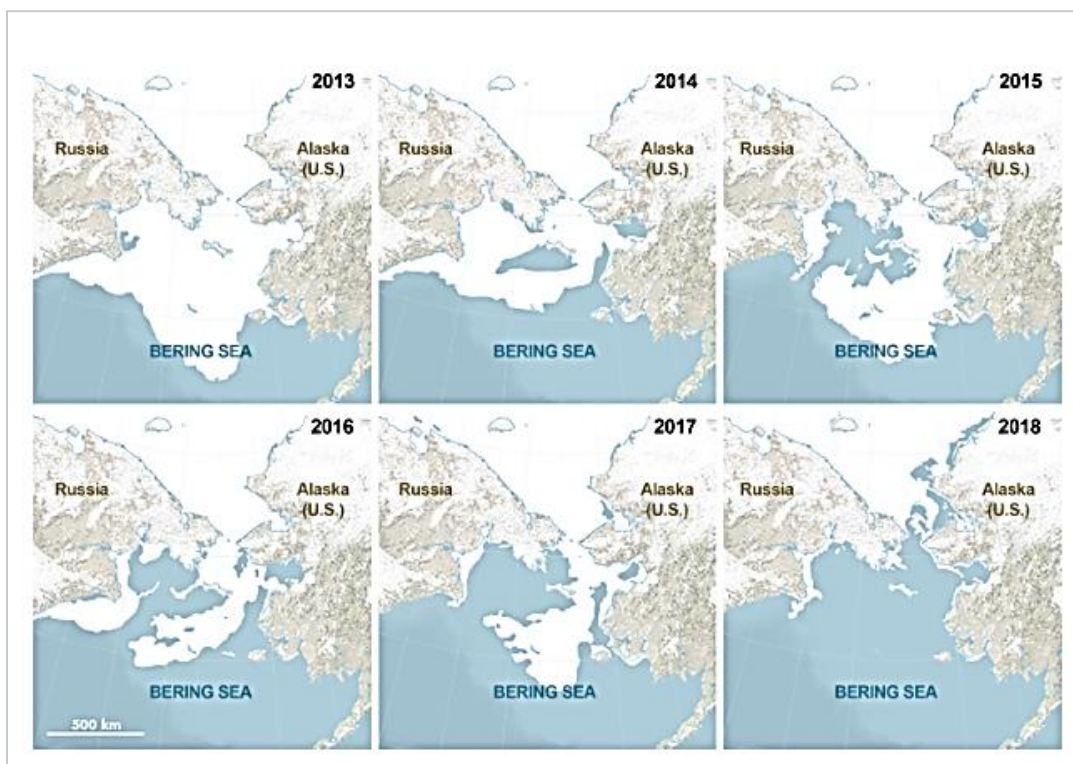 2013
Russia
Alaska
(U.S.)
BERING SEA
2014
Russia
Alaska
(U.S.)
BERING SEA
2015
Russia
Alaska
(U.S.)
BERING SEA
2016
Russia
Alaska
(U.S.)
BERING SEA
500 km
2017
Russia
Alaska
(U.S.)
BERING SEA
2018
Russia
Alaska
(U.S.)
BERING SEA